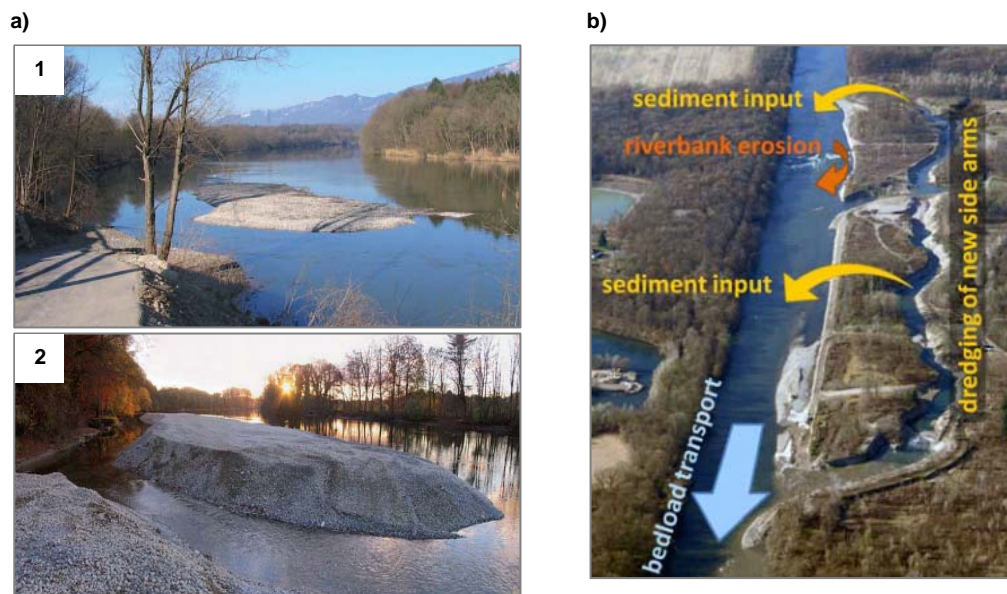 a)
1
2
b)
sediment input
riverbank erosion
sediment input
dredging of new side arms
bedload transport